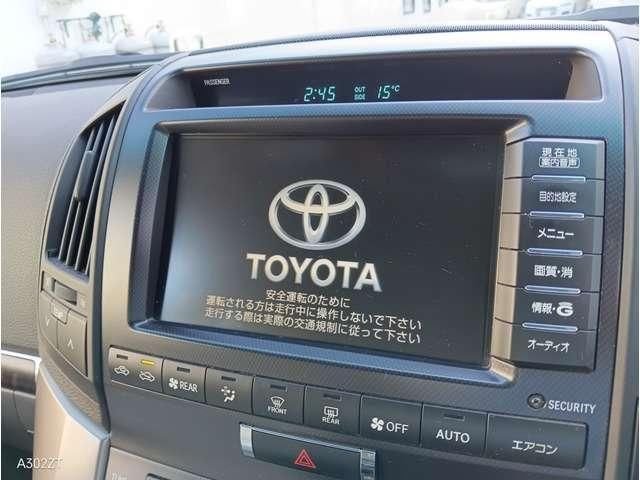 PASSENGER
2:45 OUT SIDE 15°C
TOYOTA
安全運転のために
運転される方は走行中に操作しないで下さい
走行する際は実際の交通規制に従って下さい
現在地
案内音声
目的地設定
メニュー
画質・消
情報・G
オーディオ
SECURITY
REAR
FRONT
REAR
OFF
AUTO
エアコン
A302ZT